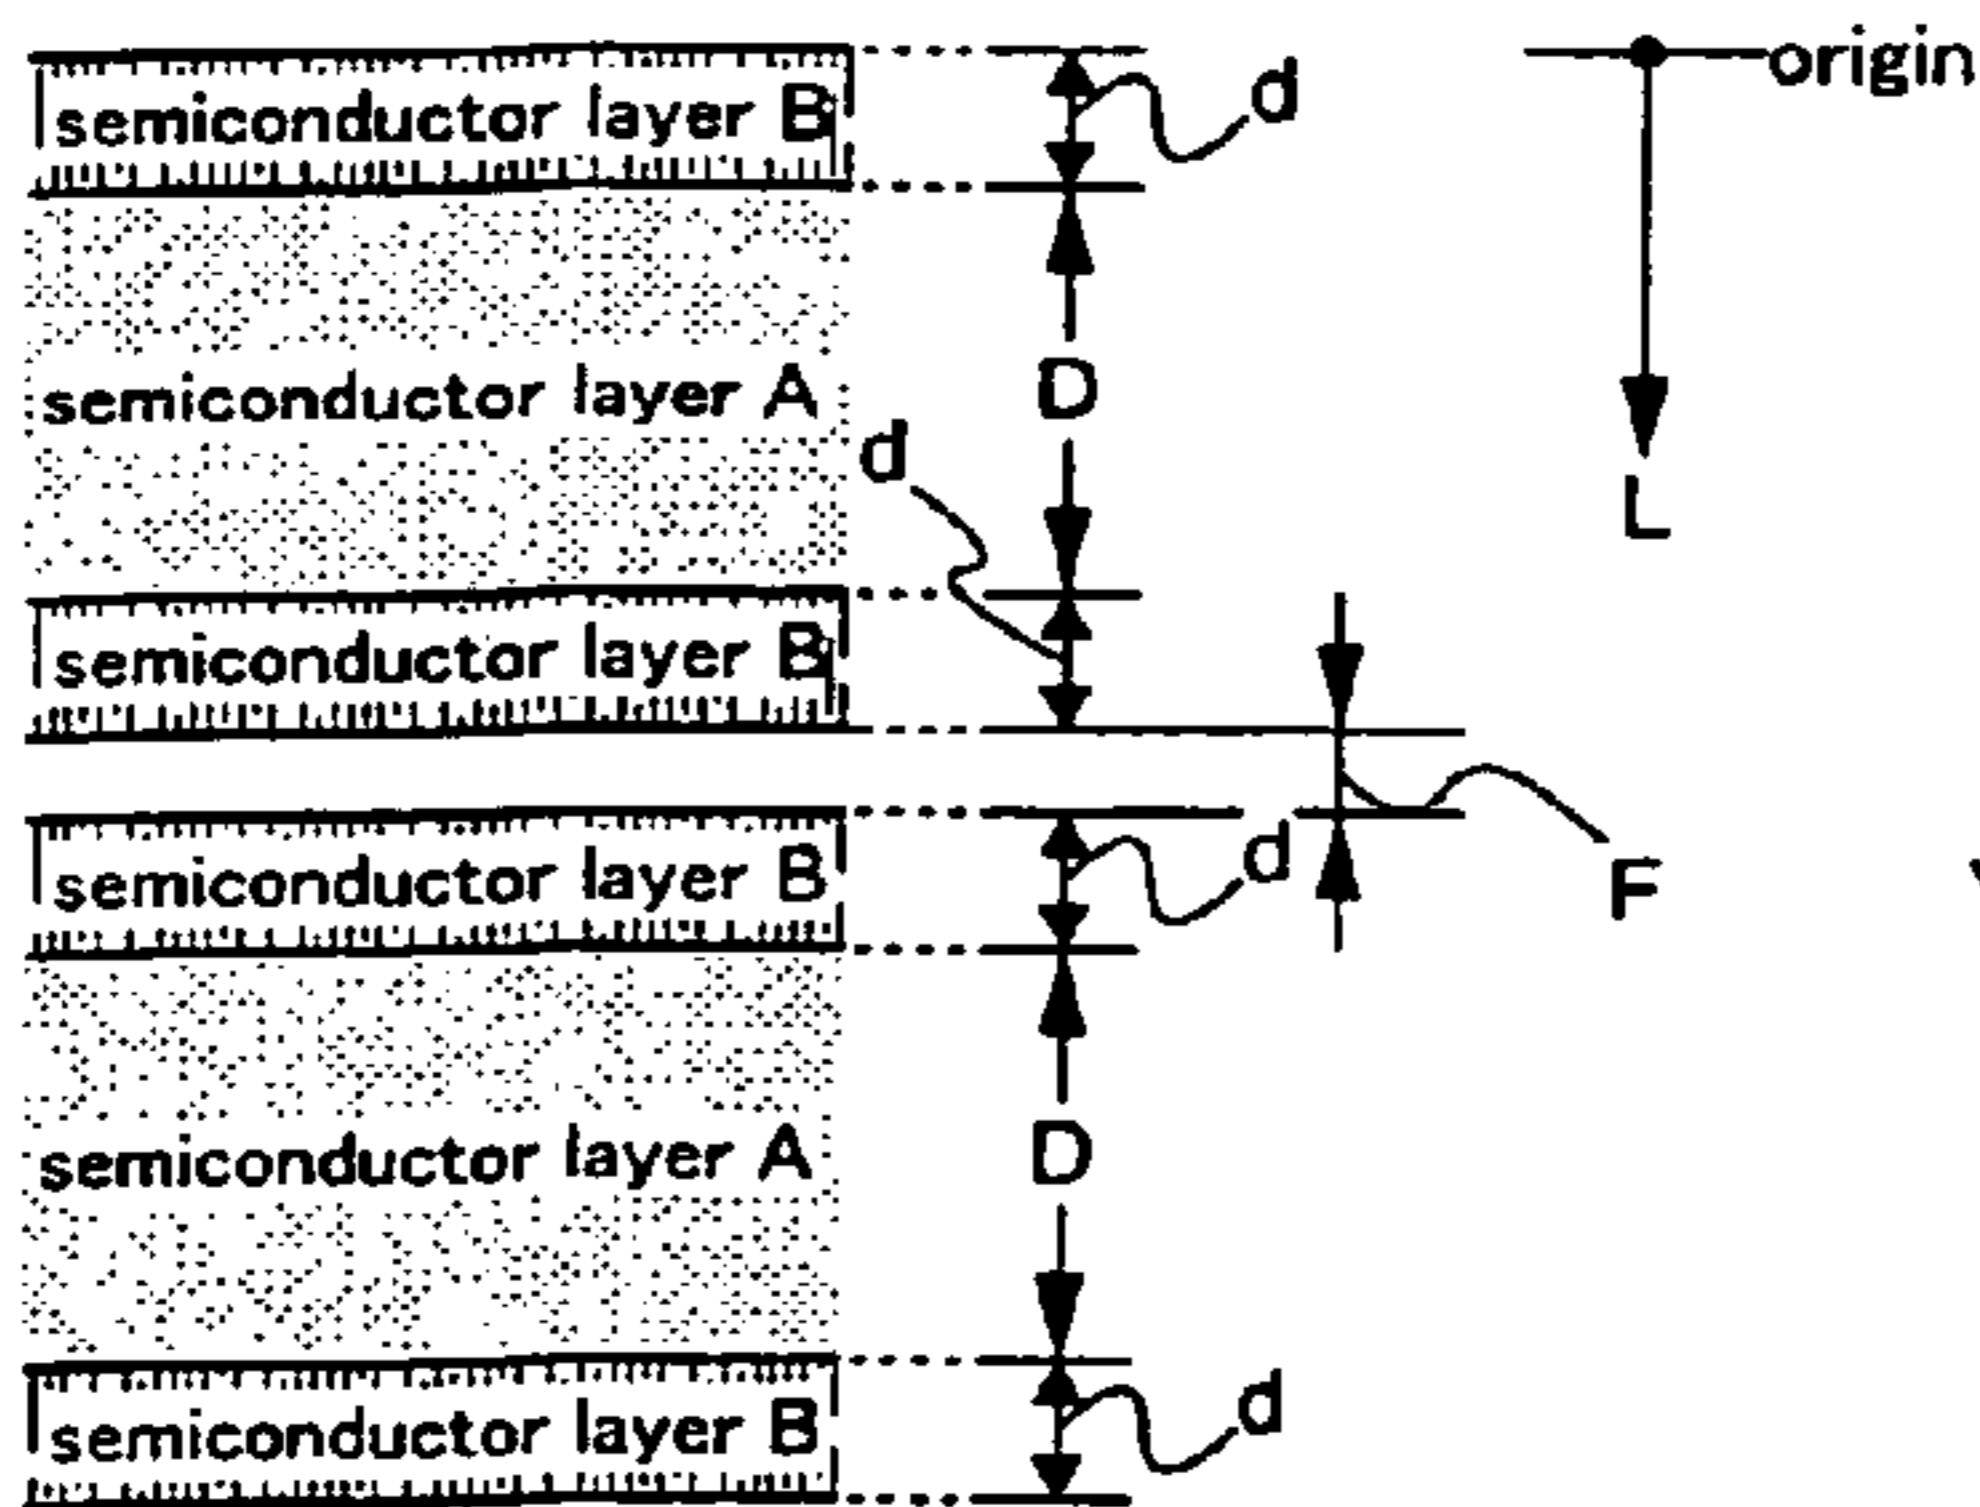 origin
semiconductor layer B
d
semiconductor layer A
D
d
L
semiconductor layer B
semiconductor layer B
d
F
semiconductor layer A
D
semiconductor layer B
d